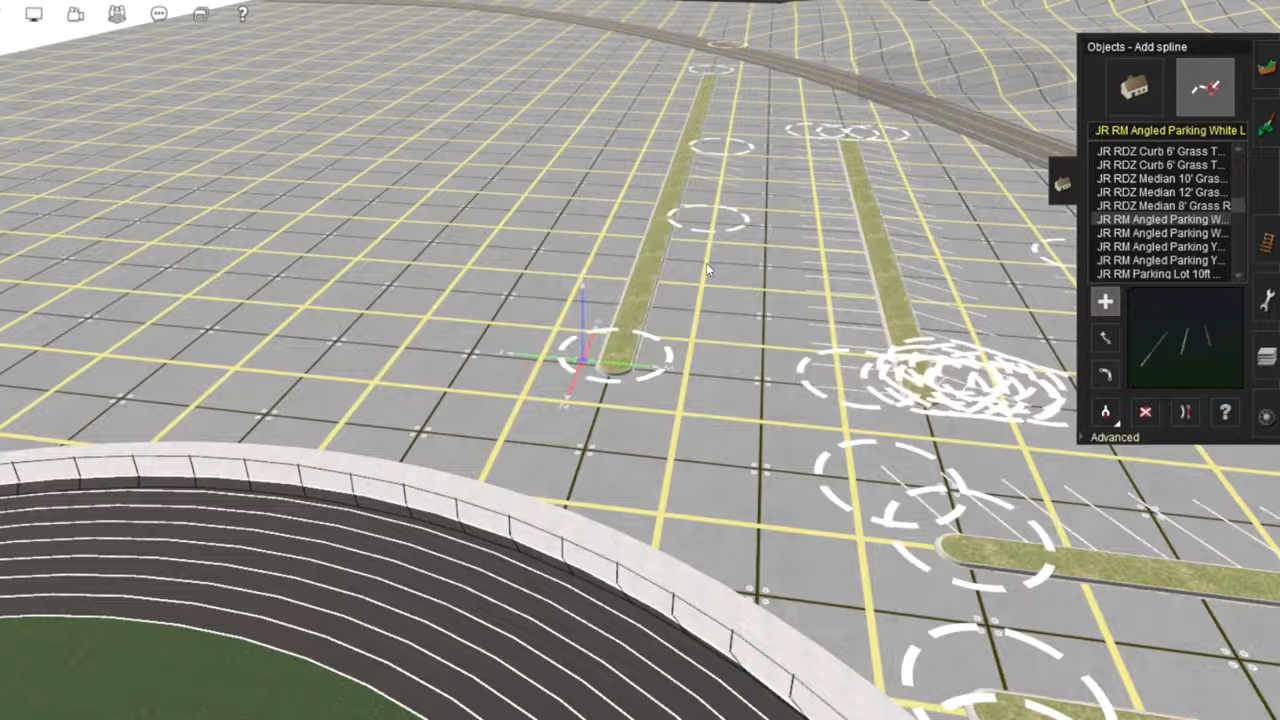 ?
Objects - Add spline
JR RM Angled Parking White L
JR RDZ Curb 6' Grass T...
JR RDZ Curb 6' Grass T...
JR RDZ Median 10' Gras...
JR RDZ Median 12' Gras...
JR RDZ Median 8' Grass R
JR RM Angled Parking W...
JR RM Angled Parking W...
JR RM Angled Parking Y...
JR RM Angled Parking Y...
JR RM Parking Lot 10ft ...
?
Advanced